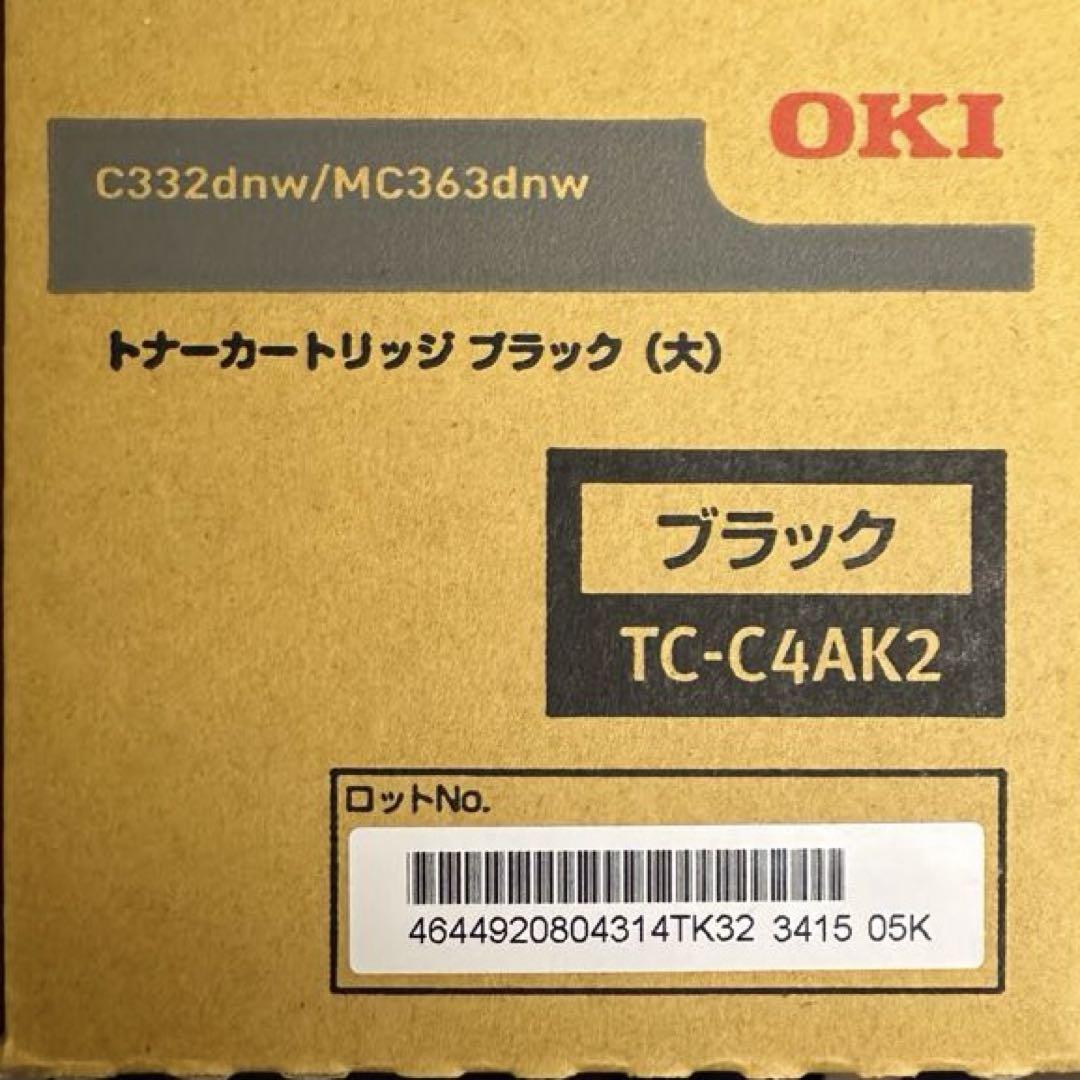 OKI
C332dnw/MC363dnw
トナーカートリッジ ブラック（大）
ブラック
TC-C4AK2
ロットNo.
4644920804314TK32 3415 05K